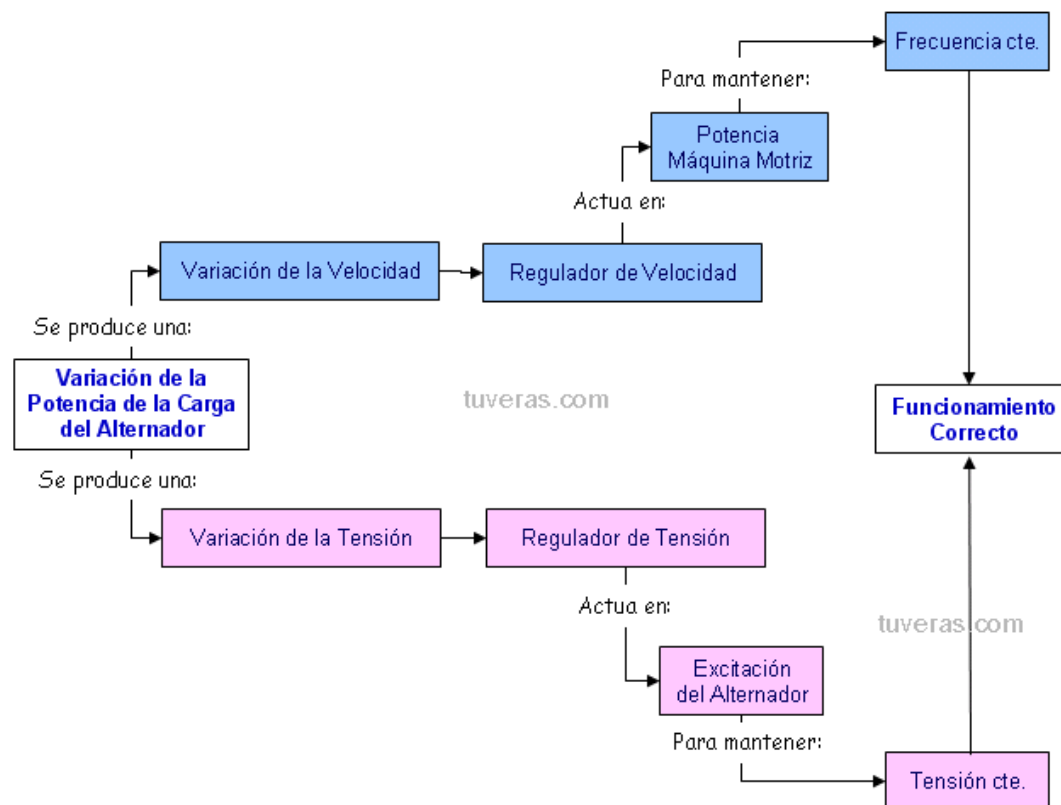 Frecuencia cte.
Para mantener:
Potencia
Máquina Motriz
Actua en:
Variación de la Velocidad
Regulador de Velocidad
Se produce una:
Variación de la
Potencia de la Carga
del Alternador
tuveras.com
Funcionamiento
Correcto
Se produce una:
Variación de la Tensión
Regulador de Tensión
Actua en:
tuveras.com
Excitación
del Alternador
Para mantener:
Tensión cte.